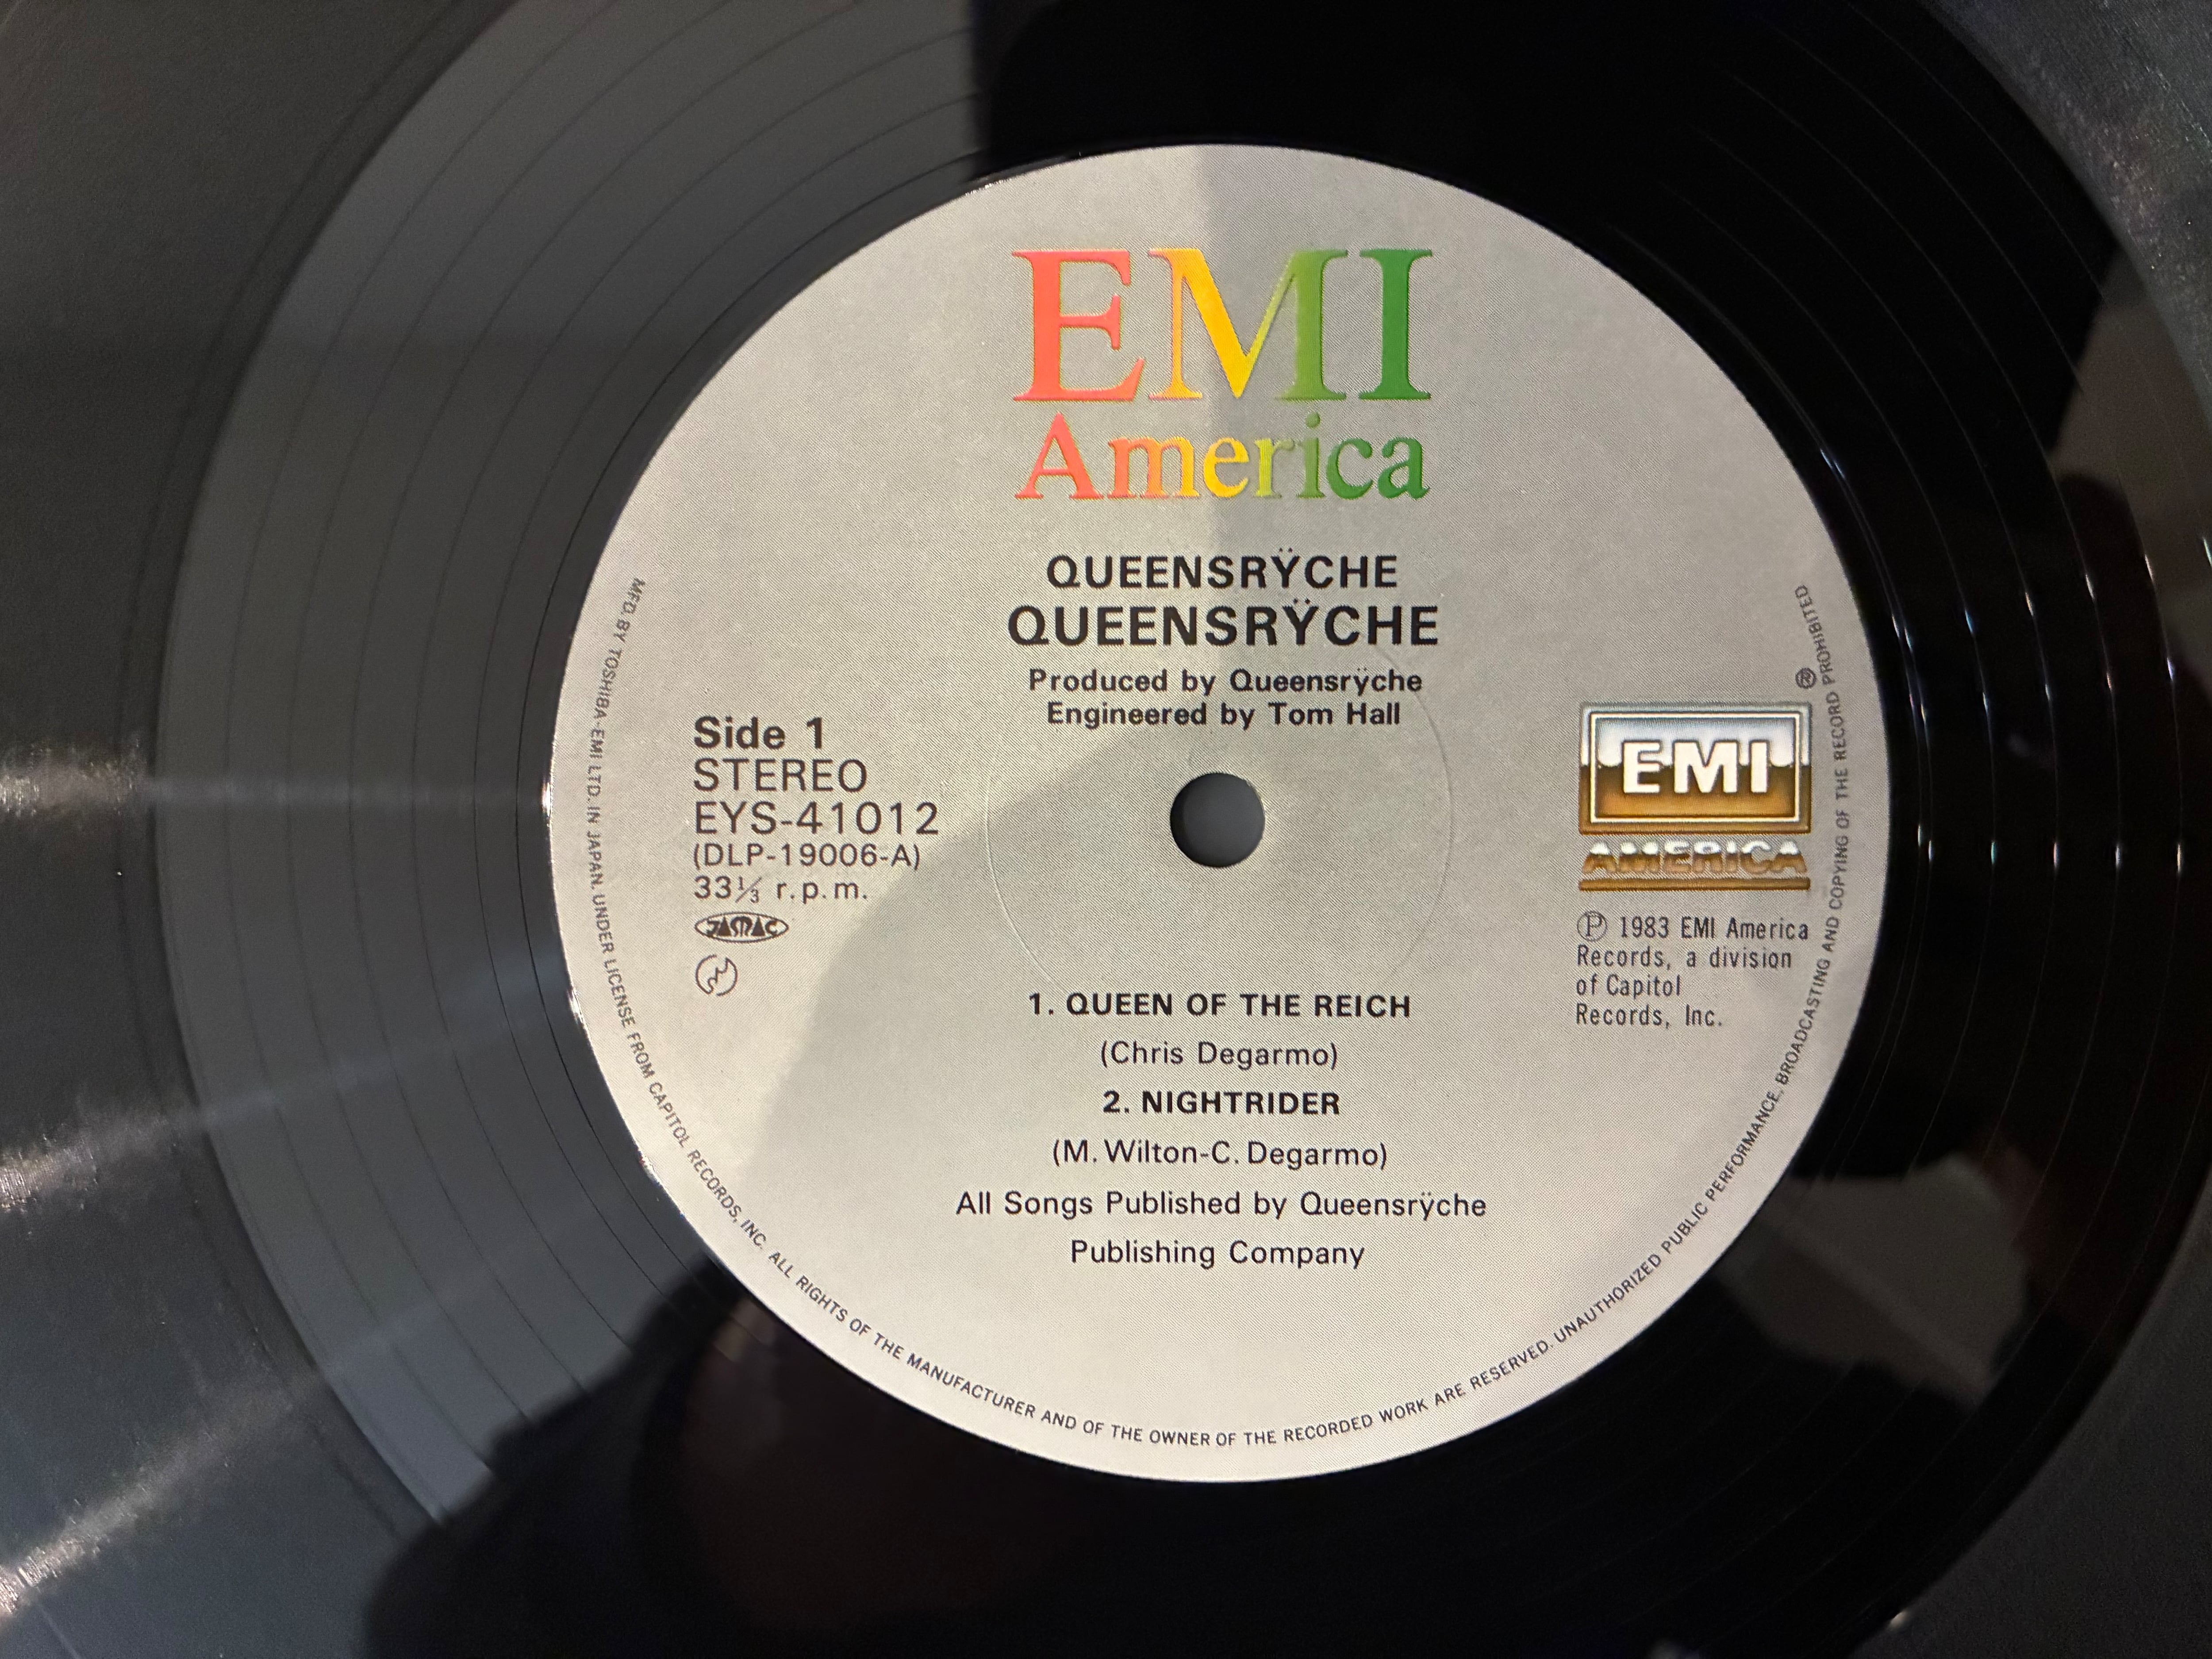 EMI
America
QUEENSRŸCHE
QUEENSRŸCHE
Produced by Queensrÿche
Engineered by Tom Hall
Side 1
STEREO
EYS-41012
(DLP-19006-A)
33⅓ r.p.m.
JASRAC
EMI
AMERICA
®
Ⓟ 1983 EMI America
Records, a division
of Capitol
Records, Inc.
1. QUEEN OF THE REICH
(Chris Degarmo)
2. NIGHTRIDER
(M. Wilton-C. Degarmo)
All Songs Published by Queensrÿche
Publishing Company
MFD. BY TOSHIBA-EMI LTD. IN JAPAN. UNDER LICENSE FROM CAPITOL RECORDS, INC. ALL RIGHTS OF THE MANUFACTURER AND OF THE OWNER OF THE RECORDED WORK ARE RESERVED. UNAUTHORIZED PUBLIC PERFORMANCE, BROADCASTING AND COPYING OF THE RECORD PROHIBITED